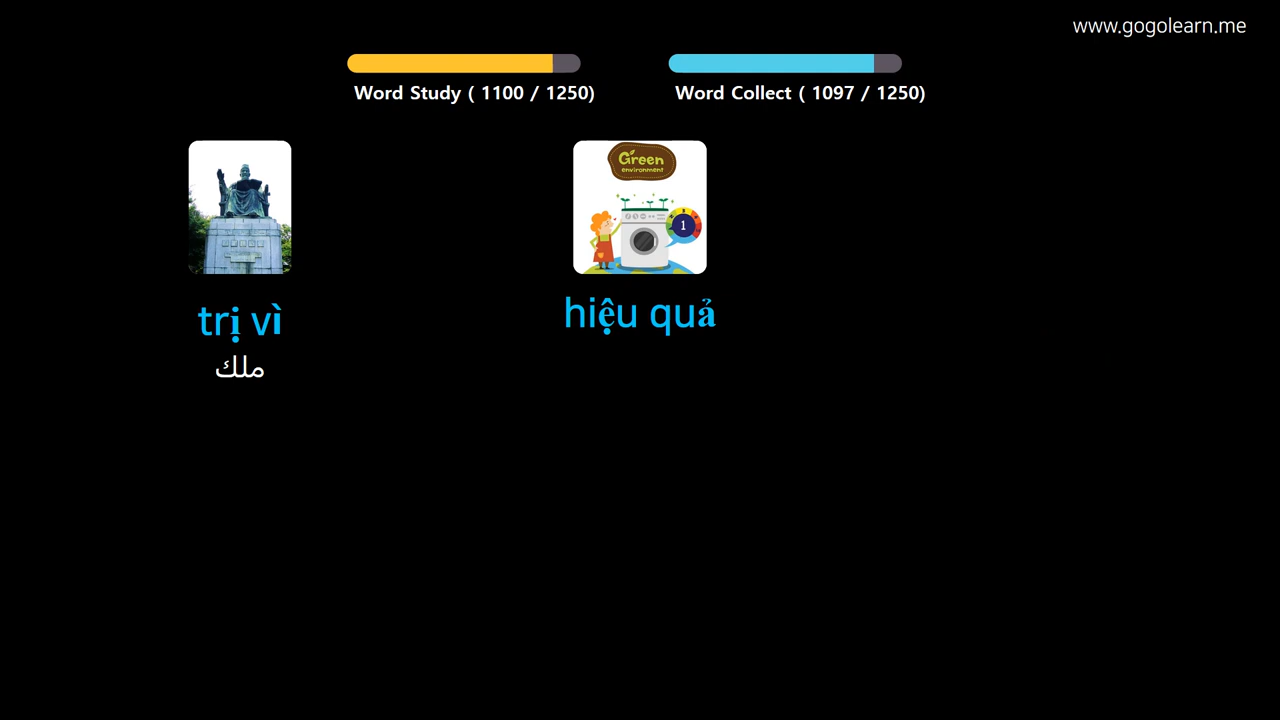 www.gogolearn.me
Word Study ( 1100 / 1250)
Word Collect ( 1097 / 1250)
Green
environment
1
trị vì
hiệu quả
ملك